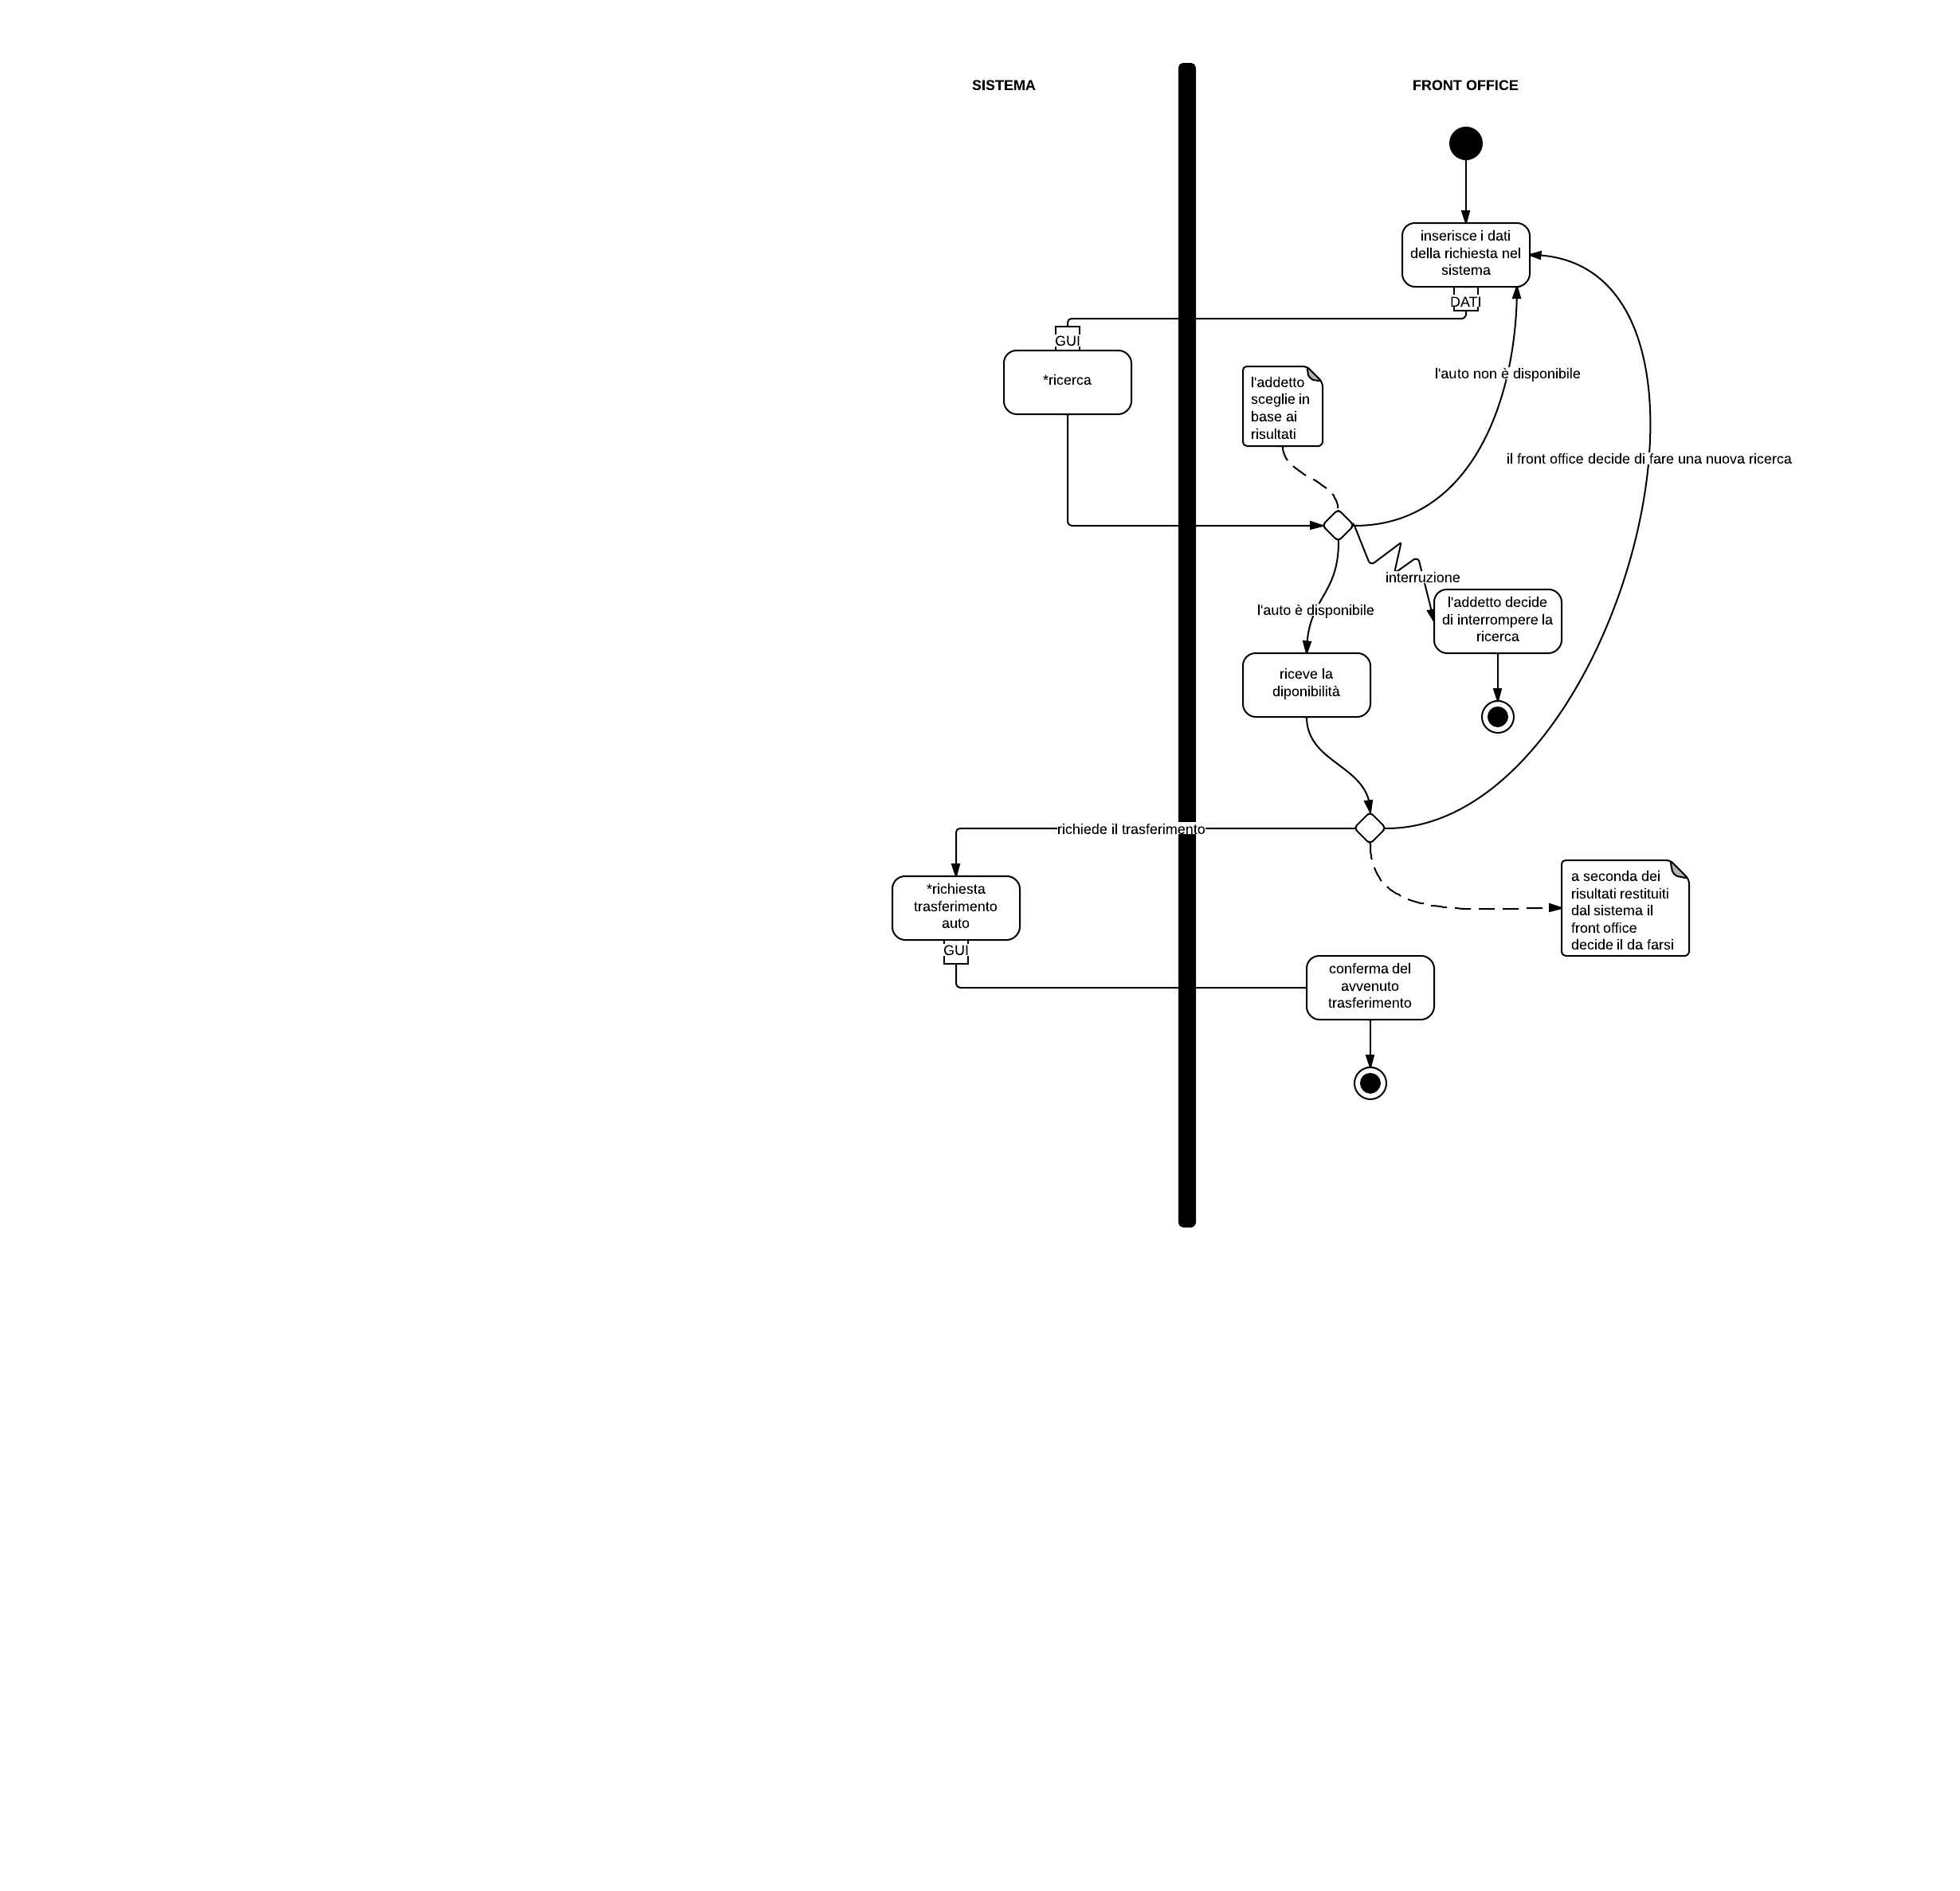 SISTEMA
FRONT OFFICE
inserisce i dati
della richiesta nel
sistema
DATI
GUI
*ricerca
l'addetto
sceglie in
base ai
risultati
l'auto non è disponibile
il front office decide di fare una nuova ricerca
interruzione
l'auto è disponibile
l'addetto decide
di interrompere la
ricerca
riceve la
diponibilità
richiede il trasferimento
*richiesta
trasferimento
auto
GUI
a seconda dei
risultati restituiti
dal sistema il
front office
decide il da farsi
conferma del
avvenuto
trasferimento